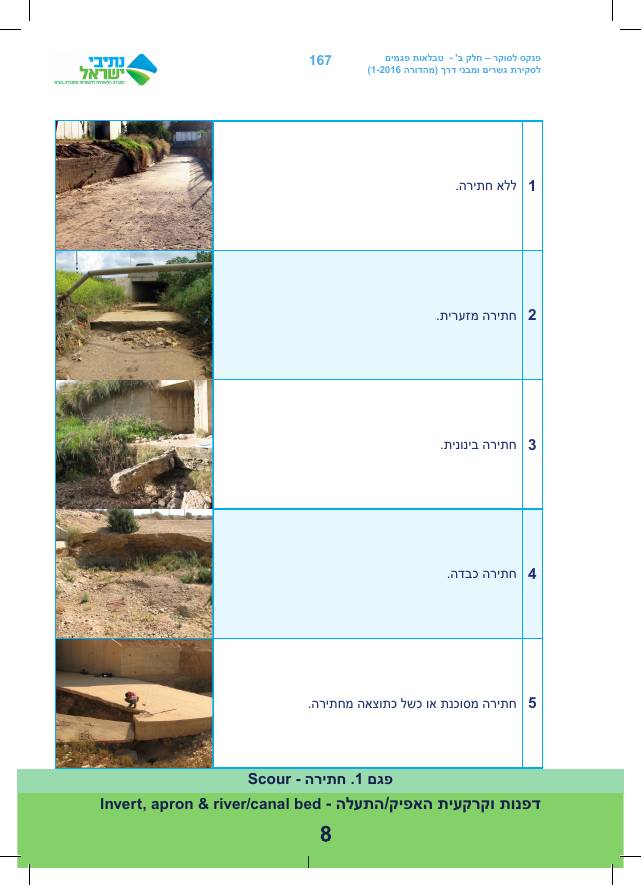 פנקס לסוקר – חלק ב' - טבלאות פגמים
לסקירת גשרים ומבני דרך (מהדורה 1-2016)
167
נתיבי
ישראל
1 ללא חתירה.
2 חתירה מזערית.
3 חתירה בינונית.
4 חתירה כבדה.
5 חתירה מסוכנת או כשל כתוצאה מחתירה.
פגם 1. חתירה - Scour
דפנות וקרקעית האפיק/התעלה - Invert, apron & river/canal bed
8